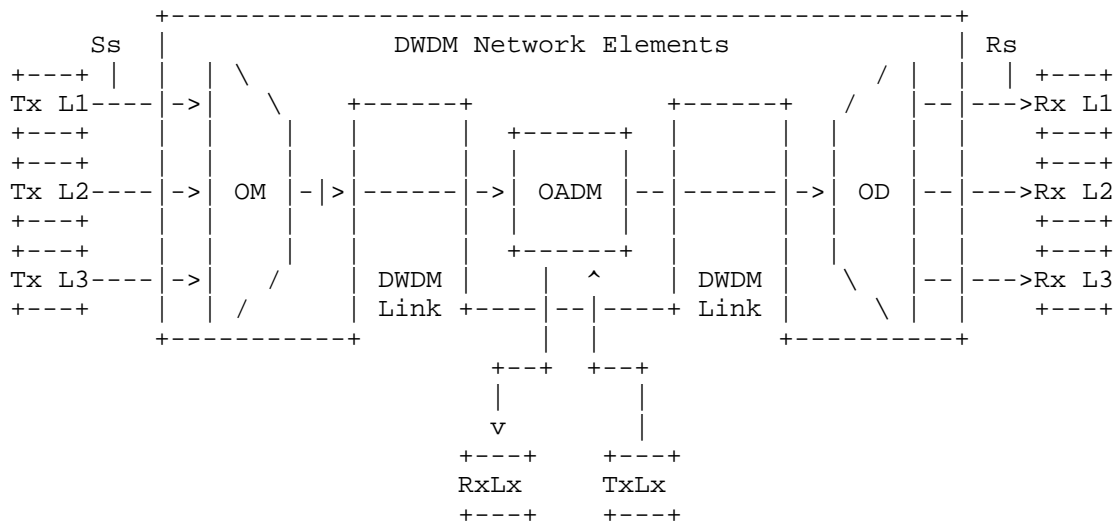 DWDM Network Elements
Ss Rs
Tx L1 Rx L1
Tx L2 OM OADM OD Rx L2
Tx L3 DWDM DWDM Rx L3
Link Link
RxLx TxLx